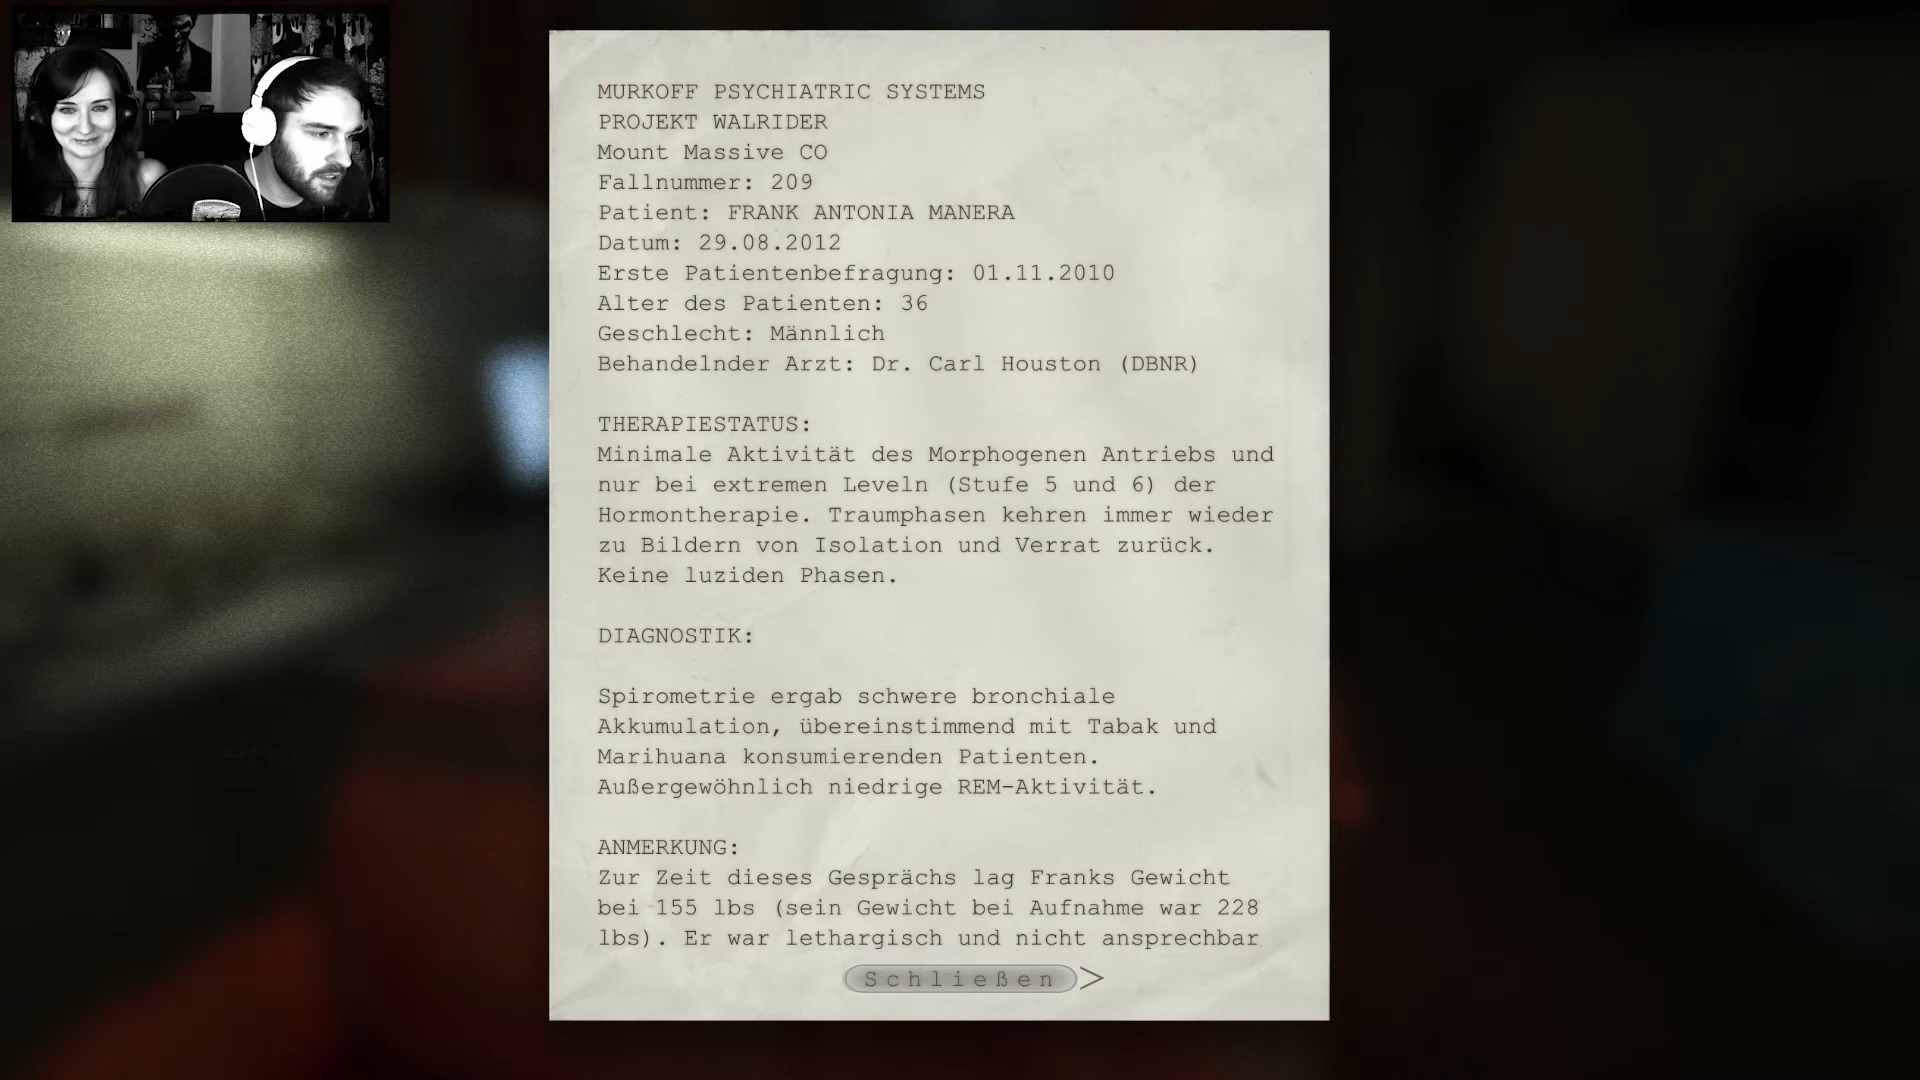 MURKOFF PSYCHIATRIC SYSTEMS
PROJEKT WALRIDER
Mount Massive CO
Fallnummer: 209
Patient: FRANK ANTONIA MANERA
Datum: 29.08.2012
Erste Patientenbefragung: 01.11.2010
Alter des Patienten: 36
Geschlecht: Männlich
Behandelnder Arzt: Dr. Carl Houston (DBNR)
THERAPIESTATUS:
Minimale Aktivität des Morphogenen Antriebs und
nur bei extremen Leveln (Stufe 5 und 6) der
Hormontherapie. Traumphasen kehren immer wieder
zu Bildern von Isolation und Verrat zurück.
Keine luziden Phasen.
DIAGNOSTIK:
Spirometrie ergab schwere bronchiale
Akkumulation, übereinstimmend mit Tabak und
Marihuana konsumierenden Patienten.
Außergewöhnlich niedrige REM-Aktivität.
ANMERKUNG:
Zur Zeit dieses Gesprächs lag Franks Gewicht
bei 155 lbs (sein Gewicht bei Aufnahme war 228
lbs). Er war lethargisch und nicht ansprechbar
Schließen >